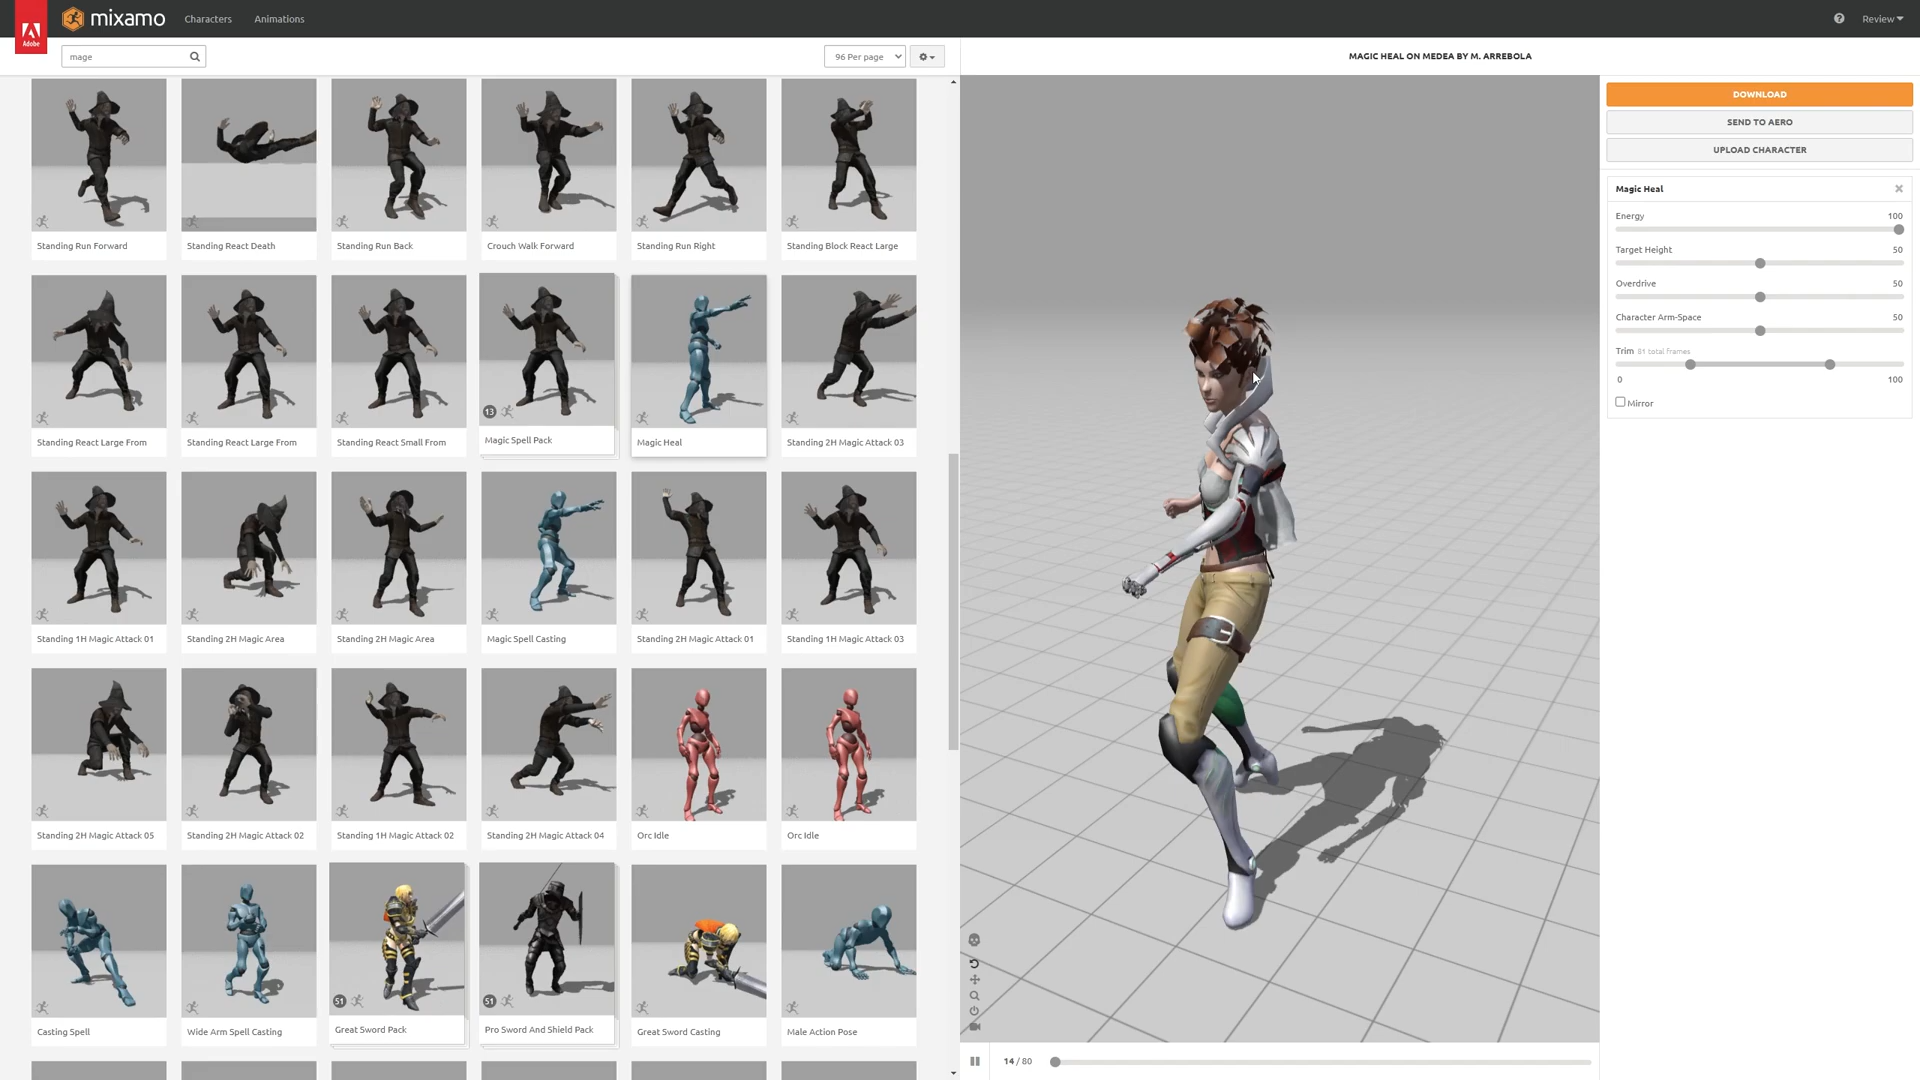 Adobe
mixamo
Characters
Animations
Review
mage
96 Per page
MAGIC HEAL ON MEDEA BY M. ARREBOLA
DOWNLOAD
SEND TO AERO
UPLOAD CHARACTER
Magic Heal
Energy 100
Target Height 50
Overdrive 50
Character Arm-Space 50
Trim 81 total frames
0 100
Mirror
Standing Run Forward
Standing React Death
Standing Run Back
Crouch Walk Forward
Standing Run Right
Standing Block React Large
13
Standing React Large From
Standing React Large From
Standing React Small From
Magic Spell Pack
Magic Heal
Standing 2H Magic Attack 03
Standing 1H Magic Attack 01
Standing 2H Magic Area
Standing 2H Magic Area
Magic Spell Casting
Standing 2H Magic Attack 01
Standing 1H Magic Attack 03
Standing 2H Magic Attack 05
Standing 2H Magic Attack 02
Standing 1H Magic Attack 02
Standing 2H Magic Attack 04
Orc Idle
Orc Idle
51
51
Casting Spell
Wide Arm Spell Casting
Great Sword Pack
Pro Sword And Shield Pack
Great Sword Casting
Male Action Pose
14 / 80